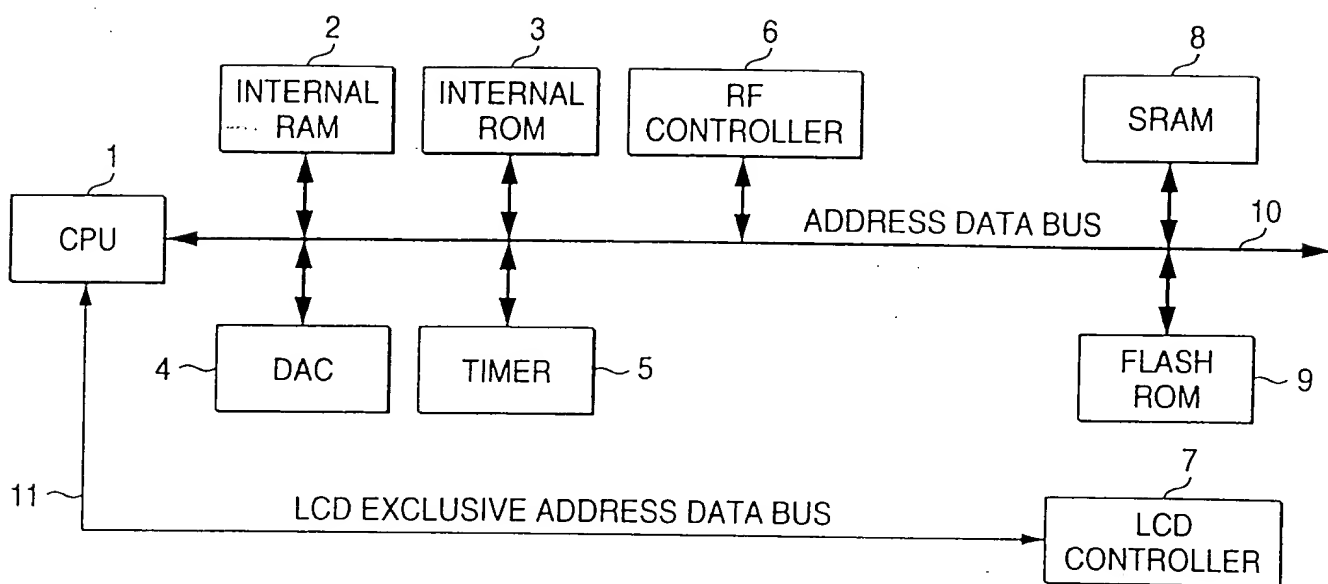 2
3
6
8
INTERNAL
RAM
INTERNAL
ROM
RF
CONTROLLER
SRAM
1
CPU
ADDRESS DATA BUS
10
4
DAC
TIMER
5
FLASH
ROM
9
7
11
LCD EXCLUSIVE ADDRESS DATA BUS
LCD
CONTROLLER